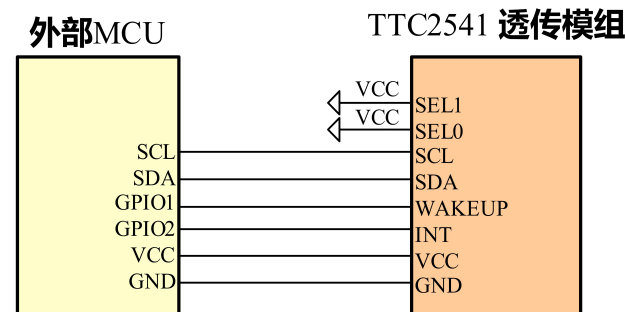 外部MCU
TTC2541 透传模组
VCC
SEL1
VCC
SEL0
SCL
SCL
SDA
SDA
GPIO1
WAKEUP
GPIO2
INT
VCC
VCC
GND
GND